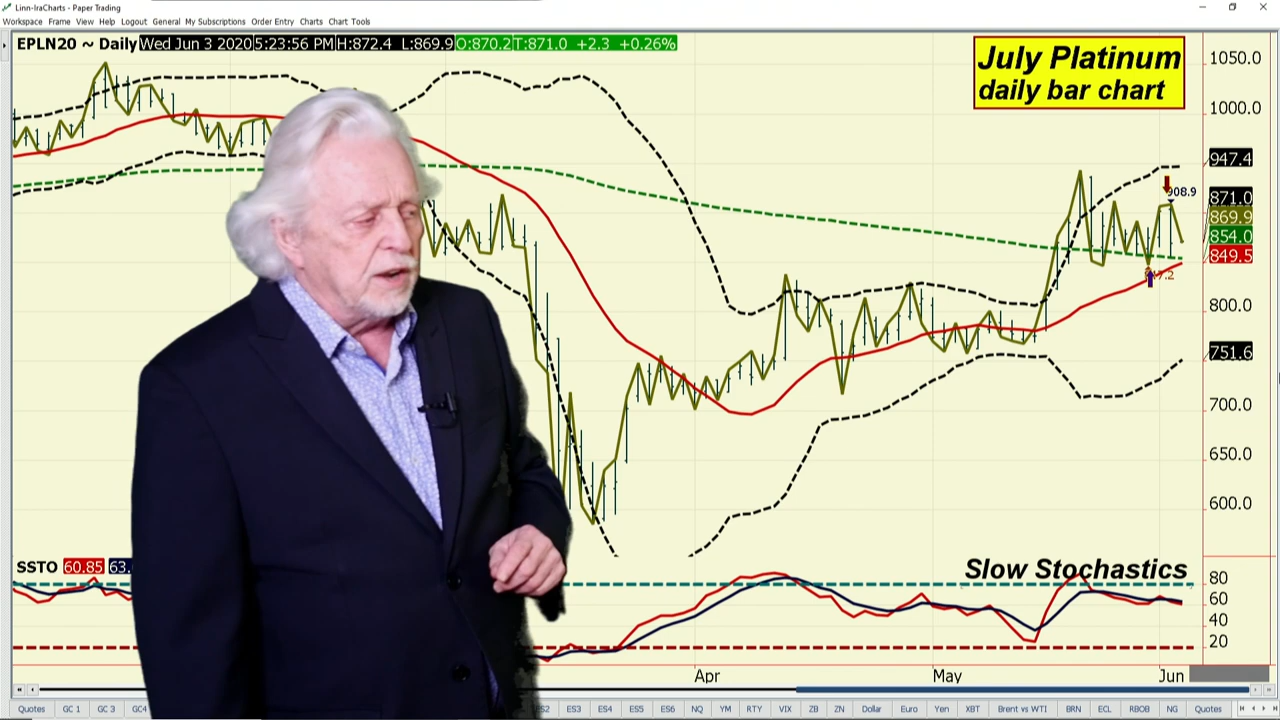 Linn-IraCharts - Paper Trading
Workspace Frame View Help Logout General My Subscriptions Order Entry Charts Chart Tools
EPLN20 ~ Daily Wed Jun 3 2020 5:23:56 PM H:872.4 L:869.9 O:870.2 T:871.0 +2.3 +0.26%
July Platinum
daily bar chart
1050.0
1000.0
947.4
908.9
871.0
869.9
854.0
849.5
800.0
751.6
700.0
650.0
600.0
SSTO 60.85 63.
Slow Stochastics
80
60
40
20
Apr May Jun
Quotes GC 1 GC 3 GC4 ES2 ES3 ES4 ES5 ES6 NQ YM RTY VIX ZB ZN Dollar Euro Yen XBT Brent vs WTI BRN ECL RBOB NG Quotes